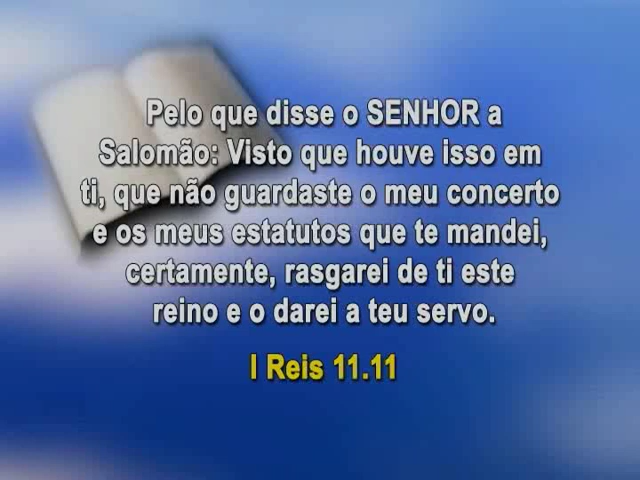 Pelo que disse o SENHOR a
Salomão: Visto que houve isso em
ti, que não guardaste o meu concerto
e os meus estatutos que te mandei,
certamente, rasgarei de ti este
reino e o darei a teu servo.
I Reis 11.11